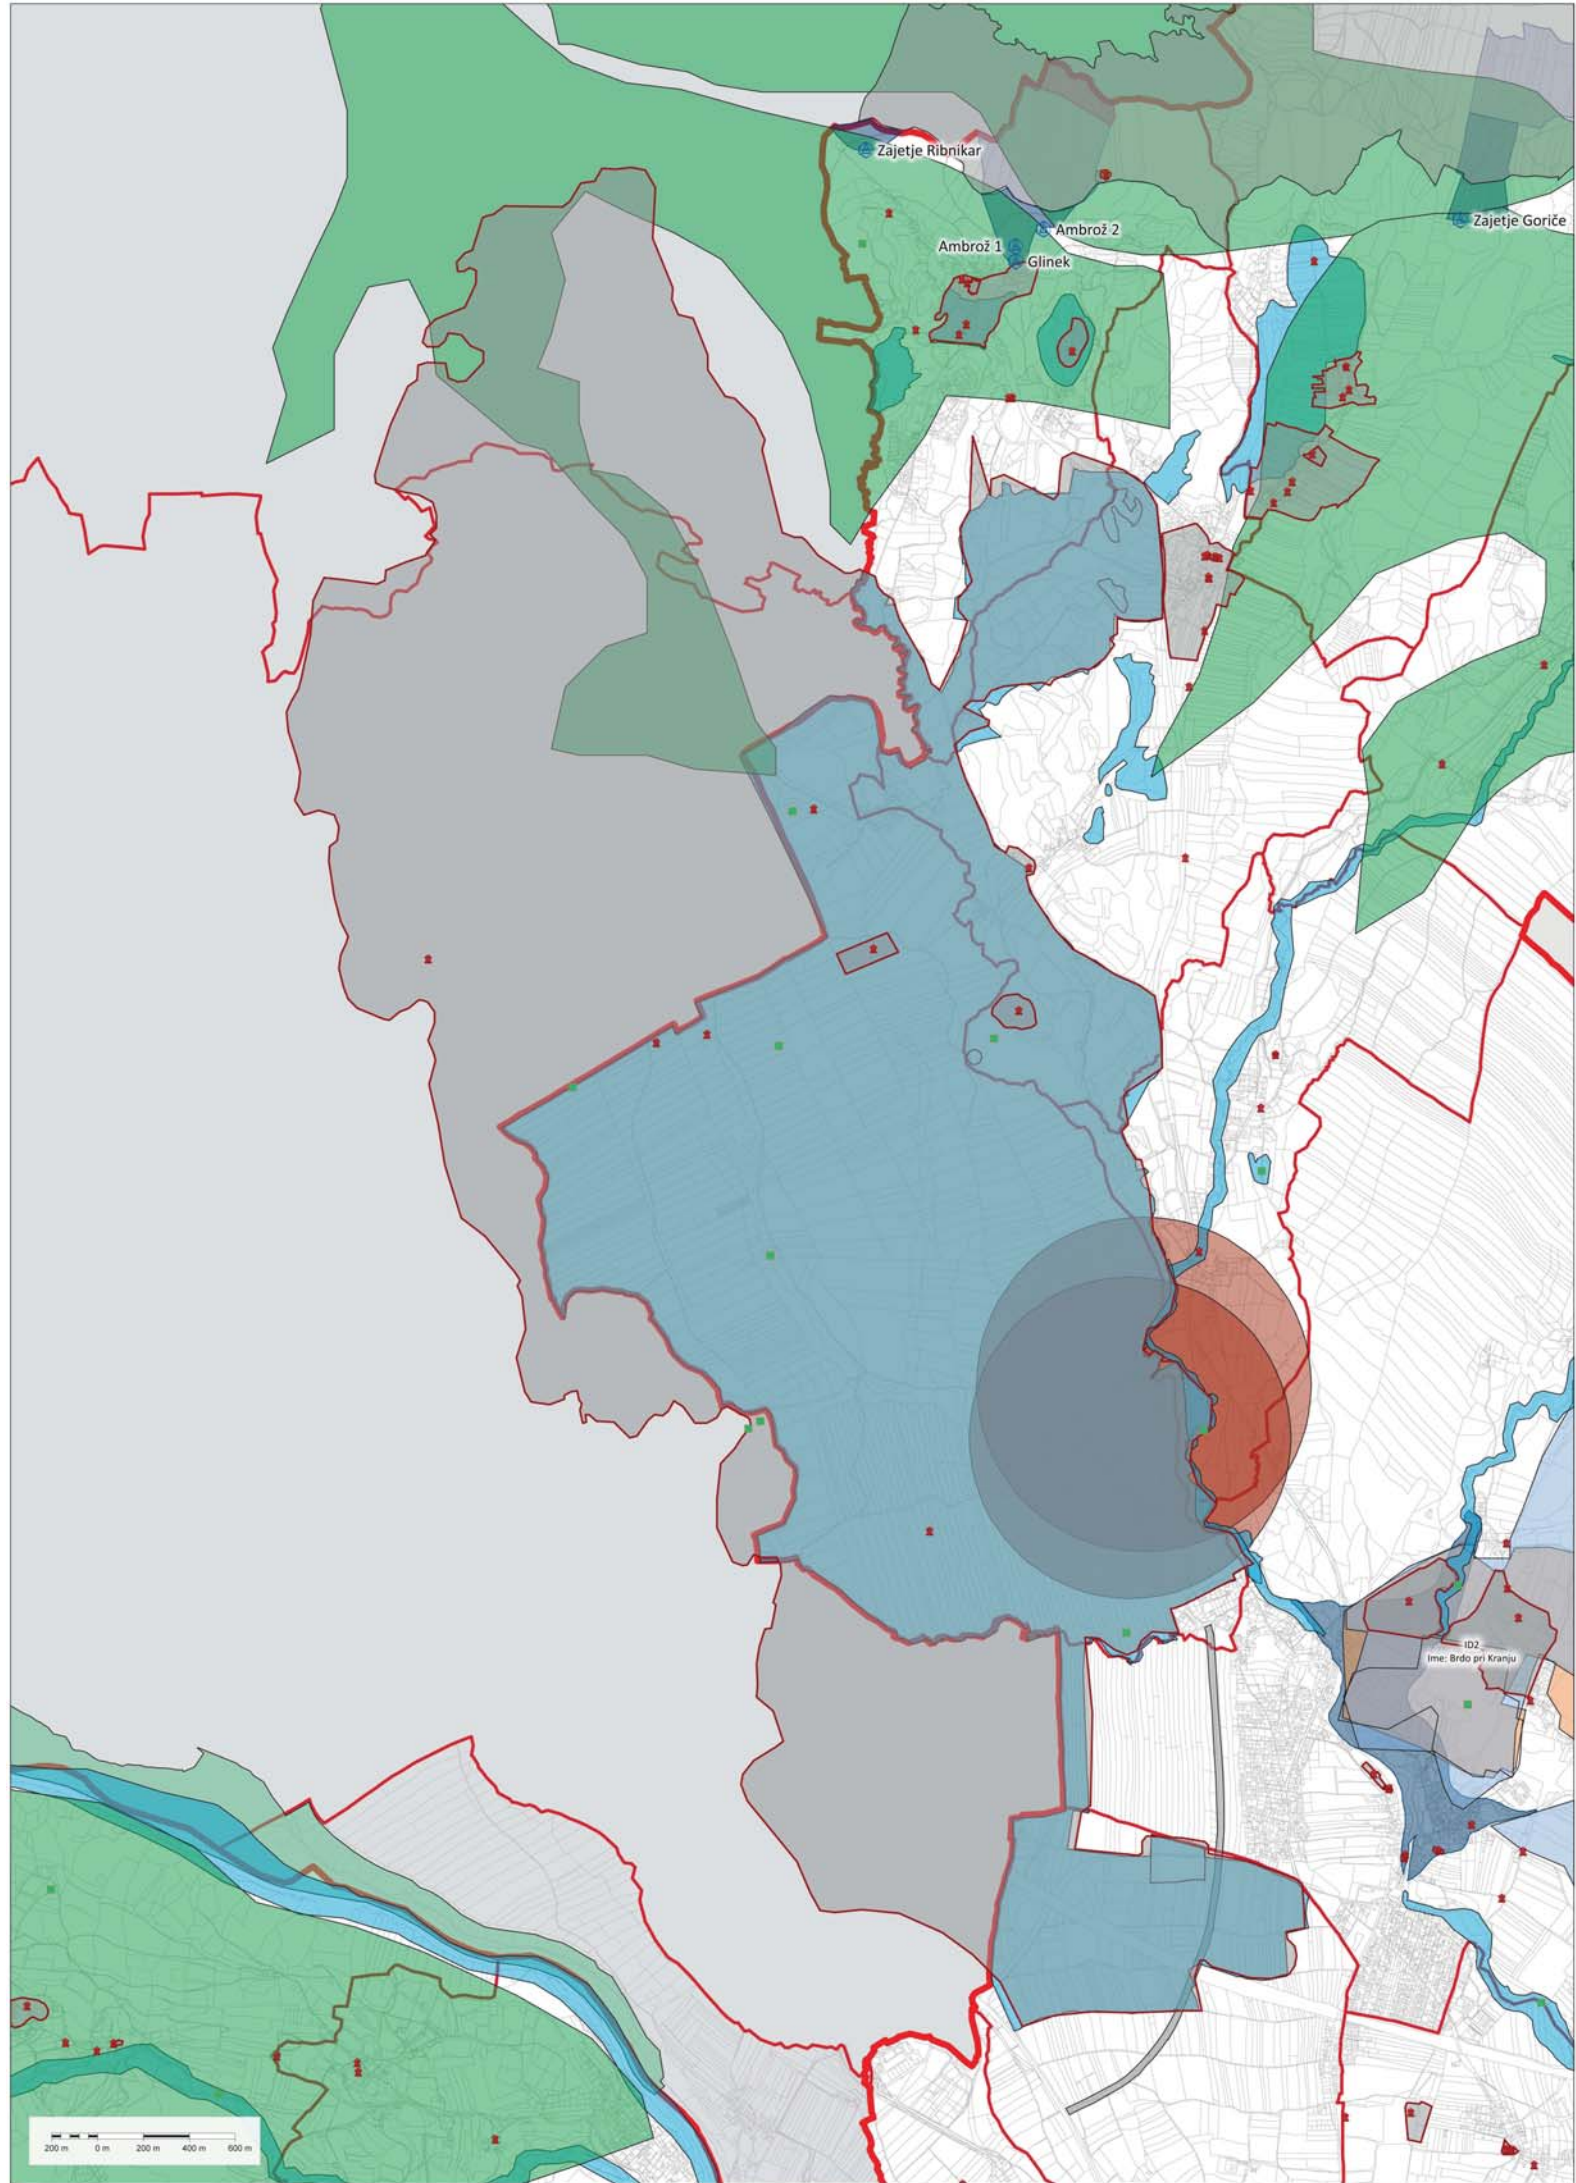 Zajetje Ribnikar
Zajetje Goriče
Ambrož 2
Ambrož 1
Glinek
ID2
Ime: Brdo pri Kranju
200 m 0 m 200 m 400 m 600 m